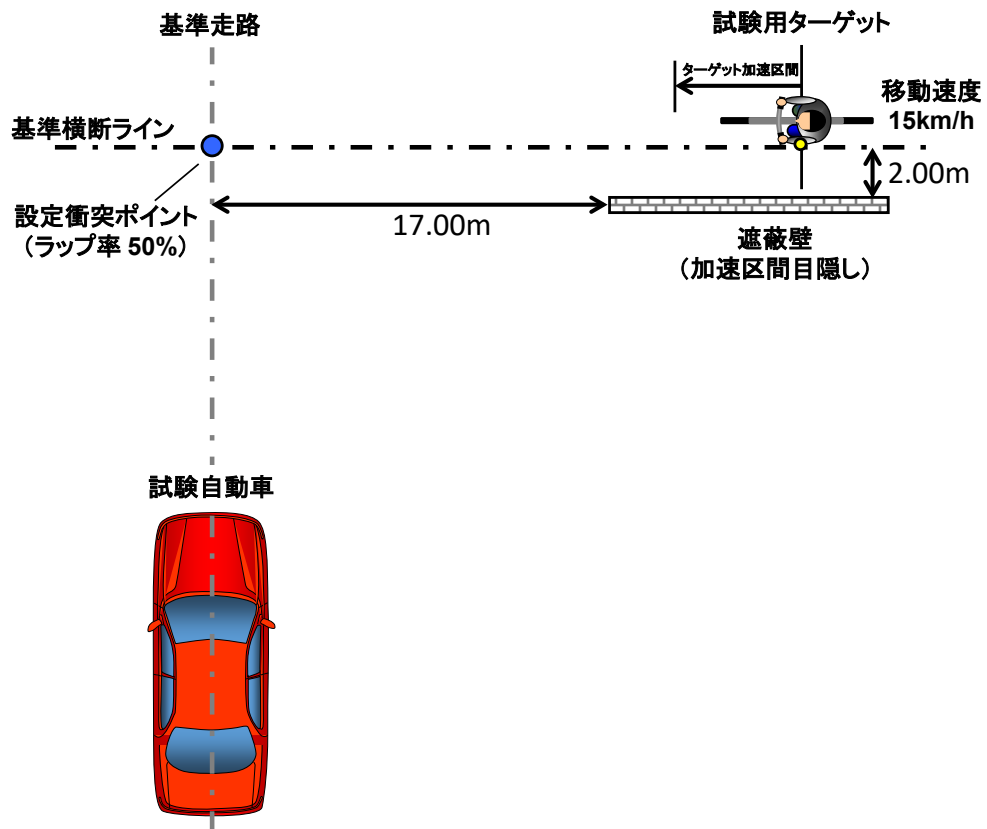 基準走路
試験用ターゲット
ターゲット加速区間
移動速度
15km/h
基準横断ライン
2.00m
設定衝突ポイント
（ラップ率 50%）
17.00m
遮蔽壁
（加速区間目隠し）
試験自動車